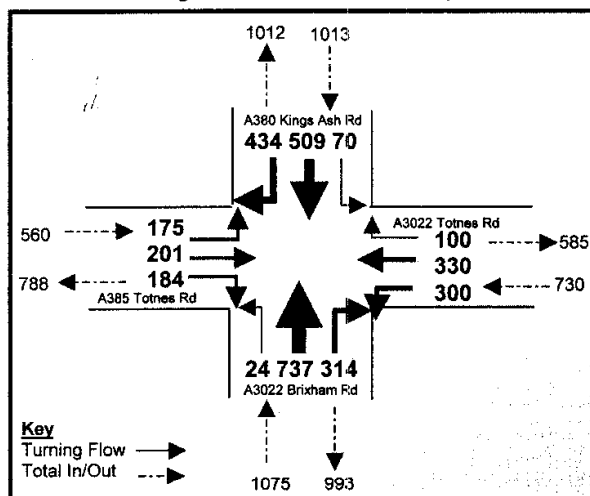 1012 1013
A380 Kings Ash Rd
434 509 70
560
175
201
184
788
A385 Totnes Rd
A3022 Totnes Rd
100
330
300
585
730
24 737 314
A3022 Brixham Rd
Key
Turning Flow
Total In/Out
1075 993